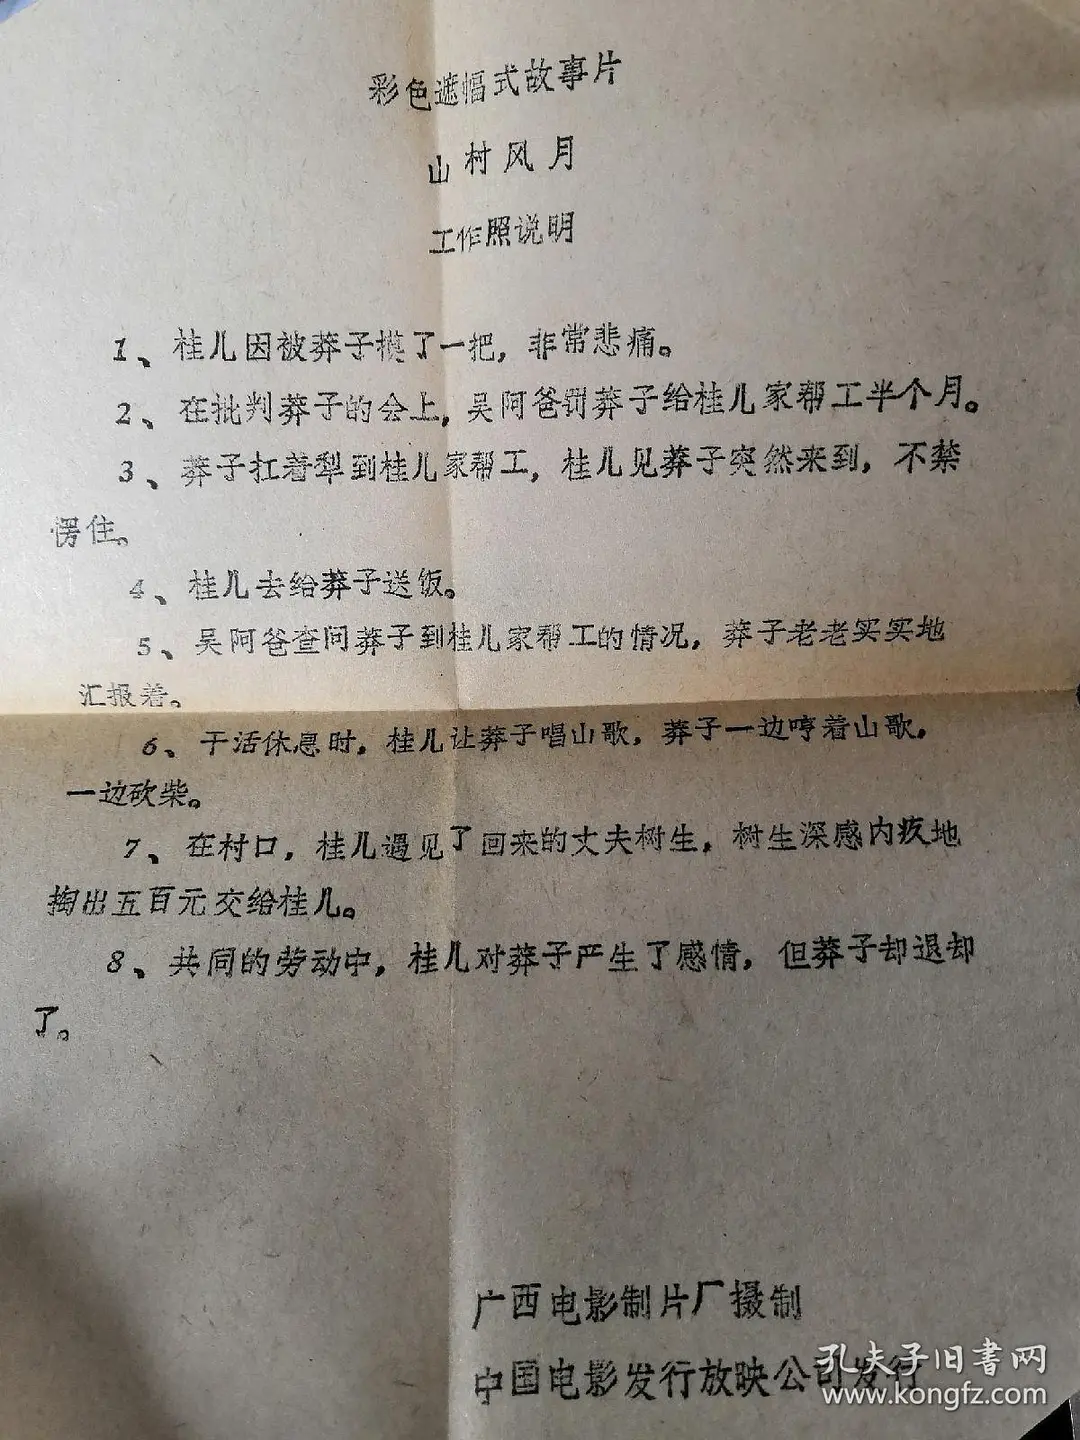 彩色遮幅式故事片
山村风月
工作照说明
1、桂儿因被莽子摸了一把，非常悲痛。
2、在批判莽子的会上，吴阿爸罚莽子给桂儿家帮工半个月。
3、莽子扛着犁到桂儿家帮工，桂儿见莽子突然来到，不禁
愣住。
4、桂儿去给莽子送饭。
5、吴阿爸查问莽子到桂儿家帮工的情况，莽子老老实实地
汇报着。
6、干活休息时，桂儿让莽子唱山歌，莽子一边哼着山歌，
一边砍柴。
7、在村口，桂儿遇见了回来的丈夫树生，树生深感内疚地
掏出五百元交给桂儿。
8、共同的劳动中，桂儿对莽子产生了感情，但莽子却退却
了。
广西电影制片厂摄制
中国电影发行放映公司发行
孔夫子旧书网
www.kongfz.com